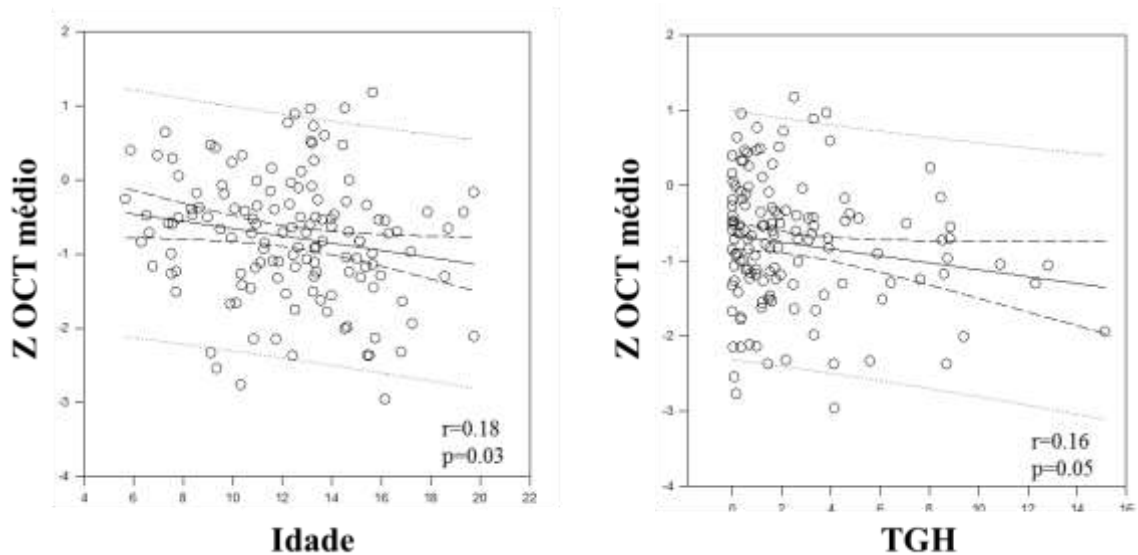 2
1
0
-1
-2
-3
-4
4 6 8 10 12 14 16 18 20 22
Z OCT médio
Idade
r=0.18
p=0.03
2
1
0
-1
-2
-3
-4
0 2 4 6 8 10 12 14 16
Z OCT médio
TGH
r=0.16
p=0.05